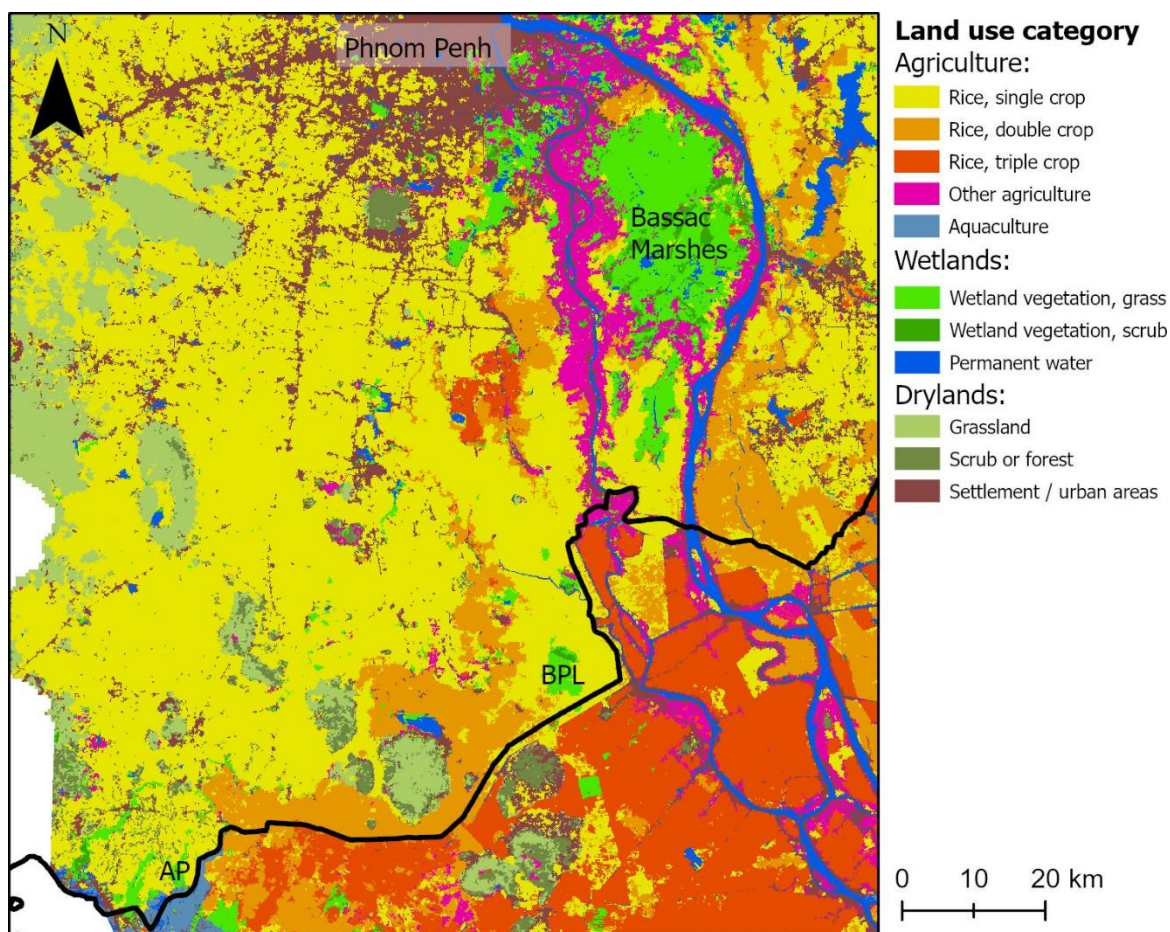 N
Phnom Penh
Bassac
Marshes
BPL
AP
Land use category
Agriculture:
Rice, single crop
Rice, double crop
Rice, triple crop
Other agriculture
Aquaculture
Wetlands:
Wetland vegetation, grass
Wetland vegetation, scrub
Permanent water
Drylands:
Grassland
Scrub or forest
Settlement / urban areas
0 10 20 km